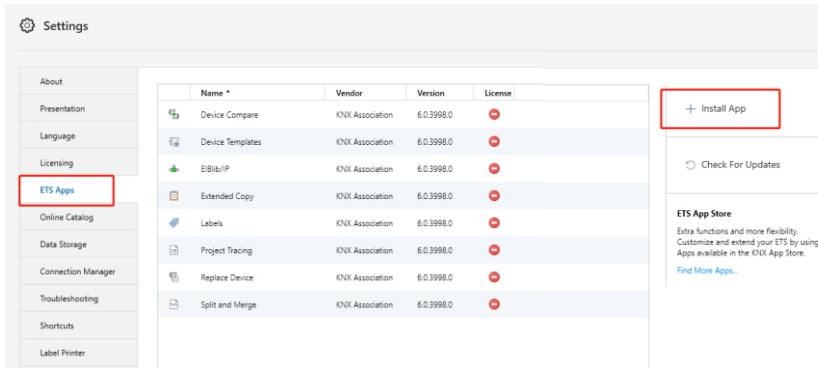 Settings
About
Presentation
Language
Licensing
ETS Apps
Online Catalog
Data Storage
Connection Manager
Troubleshooting
Shortcuts
Label Printer
Name Vendor Version License
Device Compare KNX Association 6.0.3998.0
Device Templates KNX Association 6.0.3998.0
EIBlib/IP KNX Association 6.0.3998.0
Extended Copy KNX Association 6.0.3998.0
Labels KNX Association 6.0.3998.0
Project Tracing KNX Association 6.0.3998.0
Replace Device KNX Association 6.0.3998.0
Split and Merge KNX Association 6.0.3998.0
+ Install App
Check For Updates
ETS App Store
Extra functions and more flexibility.
Customize and extend your ETS by using
Apps available in the KNX App Store.
Find More Apps...